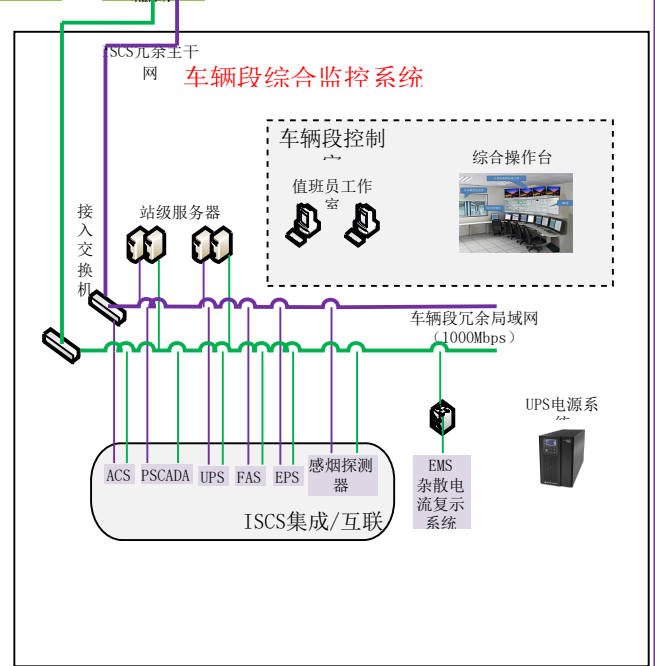 ISCS冗余主干
网
车辆段综合监控系统
车辆段控制
室
综合操作台
值班员工作
室
接
入
交
换
机
站级服务器
车辆段冗余局域网
（1000Mbps）
UPS电源系
统
ACS
PSCADA
UPS
FAS
EPS
感烟探测
器
EMS
杂散电
流复示
系统
ISCS集成/互联